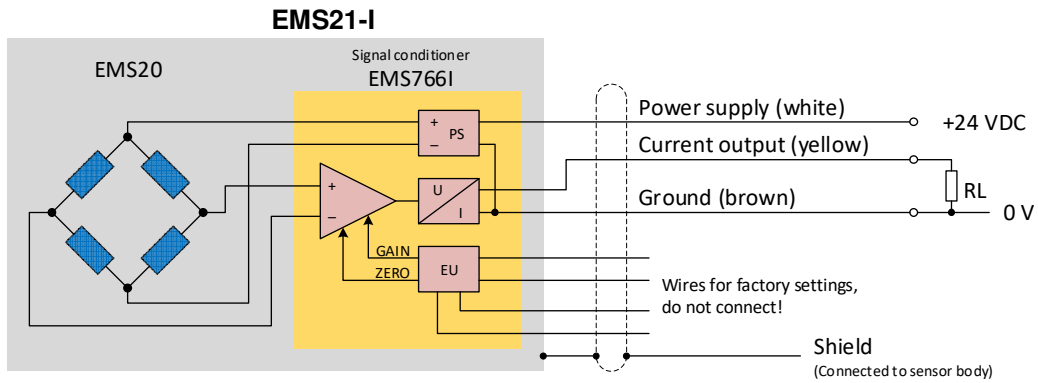 EMS21-I
EMS20
Signal conditioner
EMS766I
+
PS
−
+
−
U
I
GAIN
ZERO
EU
Power supply (white)
+24 VDC
Current output (yellow)
RL
Ground (brown)
0 V
Wires for factory settings,
do not connect!
Shield
(Connected to sensor body)